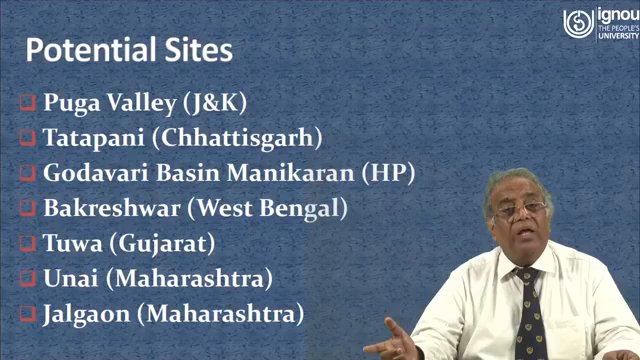 ignou
THE PEOPLE'S
UNIVERSITY
Potential Sites
Puga Valley (J&K)
Tatapani (Chhattisgarh)
Godavari Basin Manikaran (HP)
Bakreshwar (West Bengal)
Tuwa (Gujarat)
Unai (Maharashtra)
Jalgaon (Maharashtra)